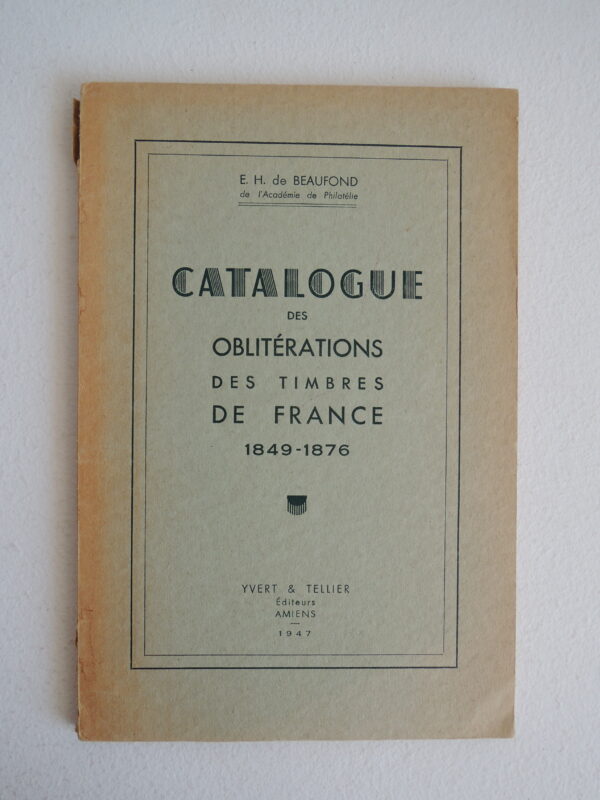 E. H. de BEAUFOND
de l'Académie de Philatélie
CATALOGUE
DES
OBLITÉRATIONS
DES TIMBRES
DE FRANCE
1849-1876
YVERT & TELLIER
Éditeurs
AMIENS
1947